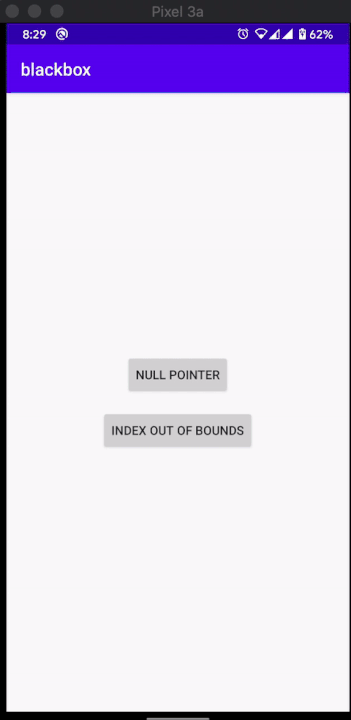 Pixel 3a
8:29 62%
blackbox
NULL POINTER
INDEX OUT OF BOUNDS